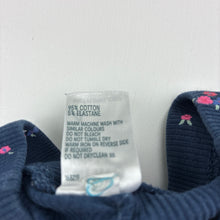 95% COTTON
5% ELASTANE
WARM MACHINE WASH WITH
SIMILAR COLOURS
DO NOT BLEACH
DO NOT TUMBLE DRY
WARM IRON ON REVERSE SIDE
IF REQUIRED
DO NOT DRYCLEAN